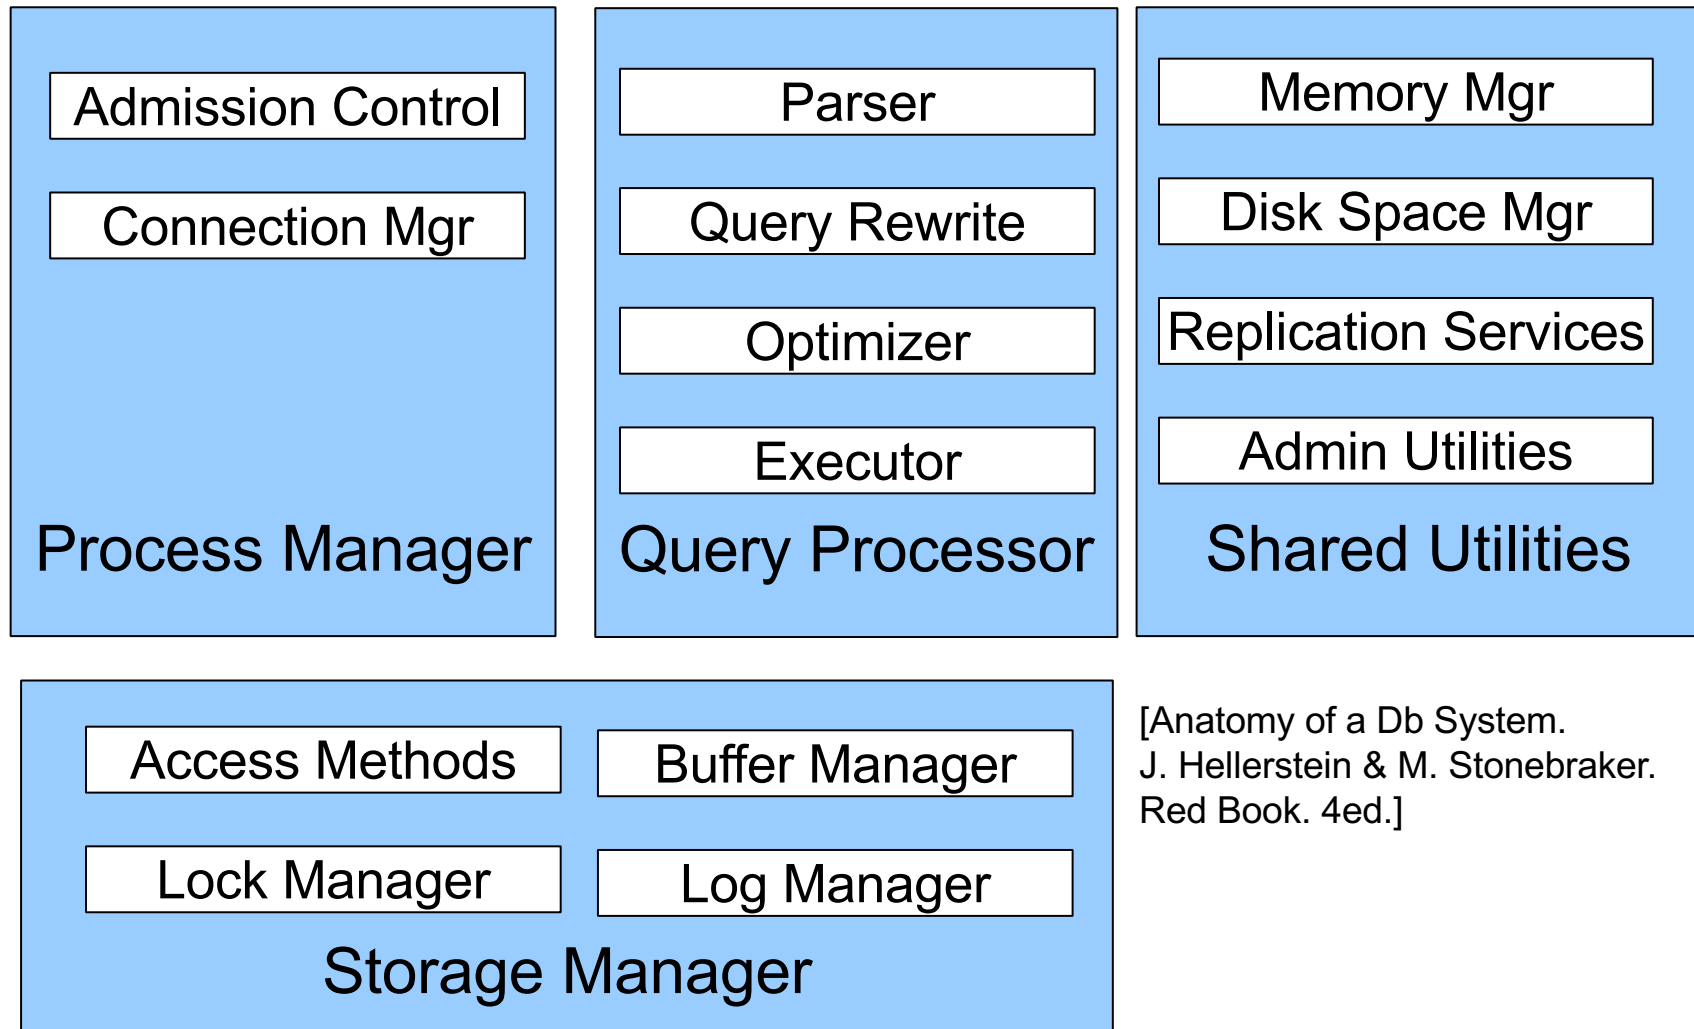 Admission Control
Connection Mgr
Process Manager
Parser
Query Rewrite
Optimizer
Executor
Query Processor
Memory Mgr
Disk Space Mgr
Replication Services
Admin Utilities
Shared Utilities
Access Methods
Buffer Manager
Lock Manager
Log Manager
Storage Manager
[Anatomy of a Db System.
J. Hellerstein & M. Stonebraker.
Red Book. 4ed.]